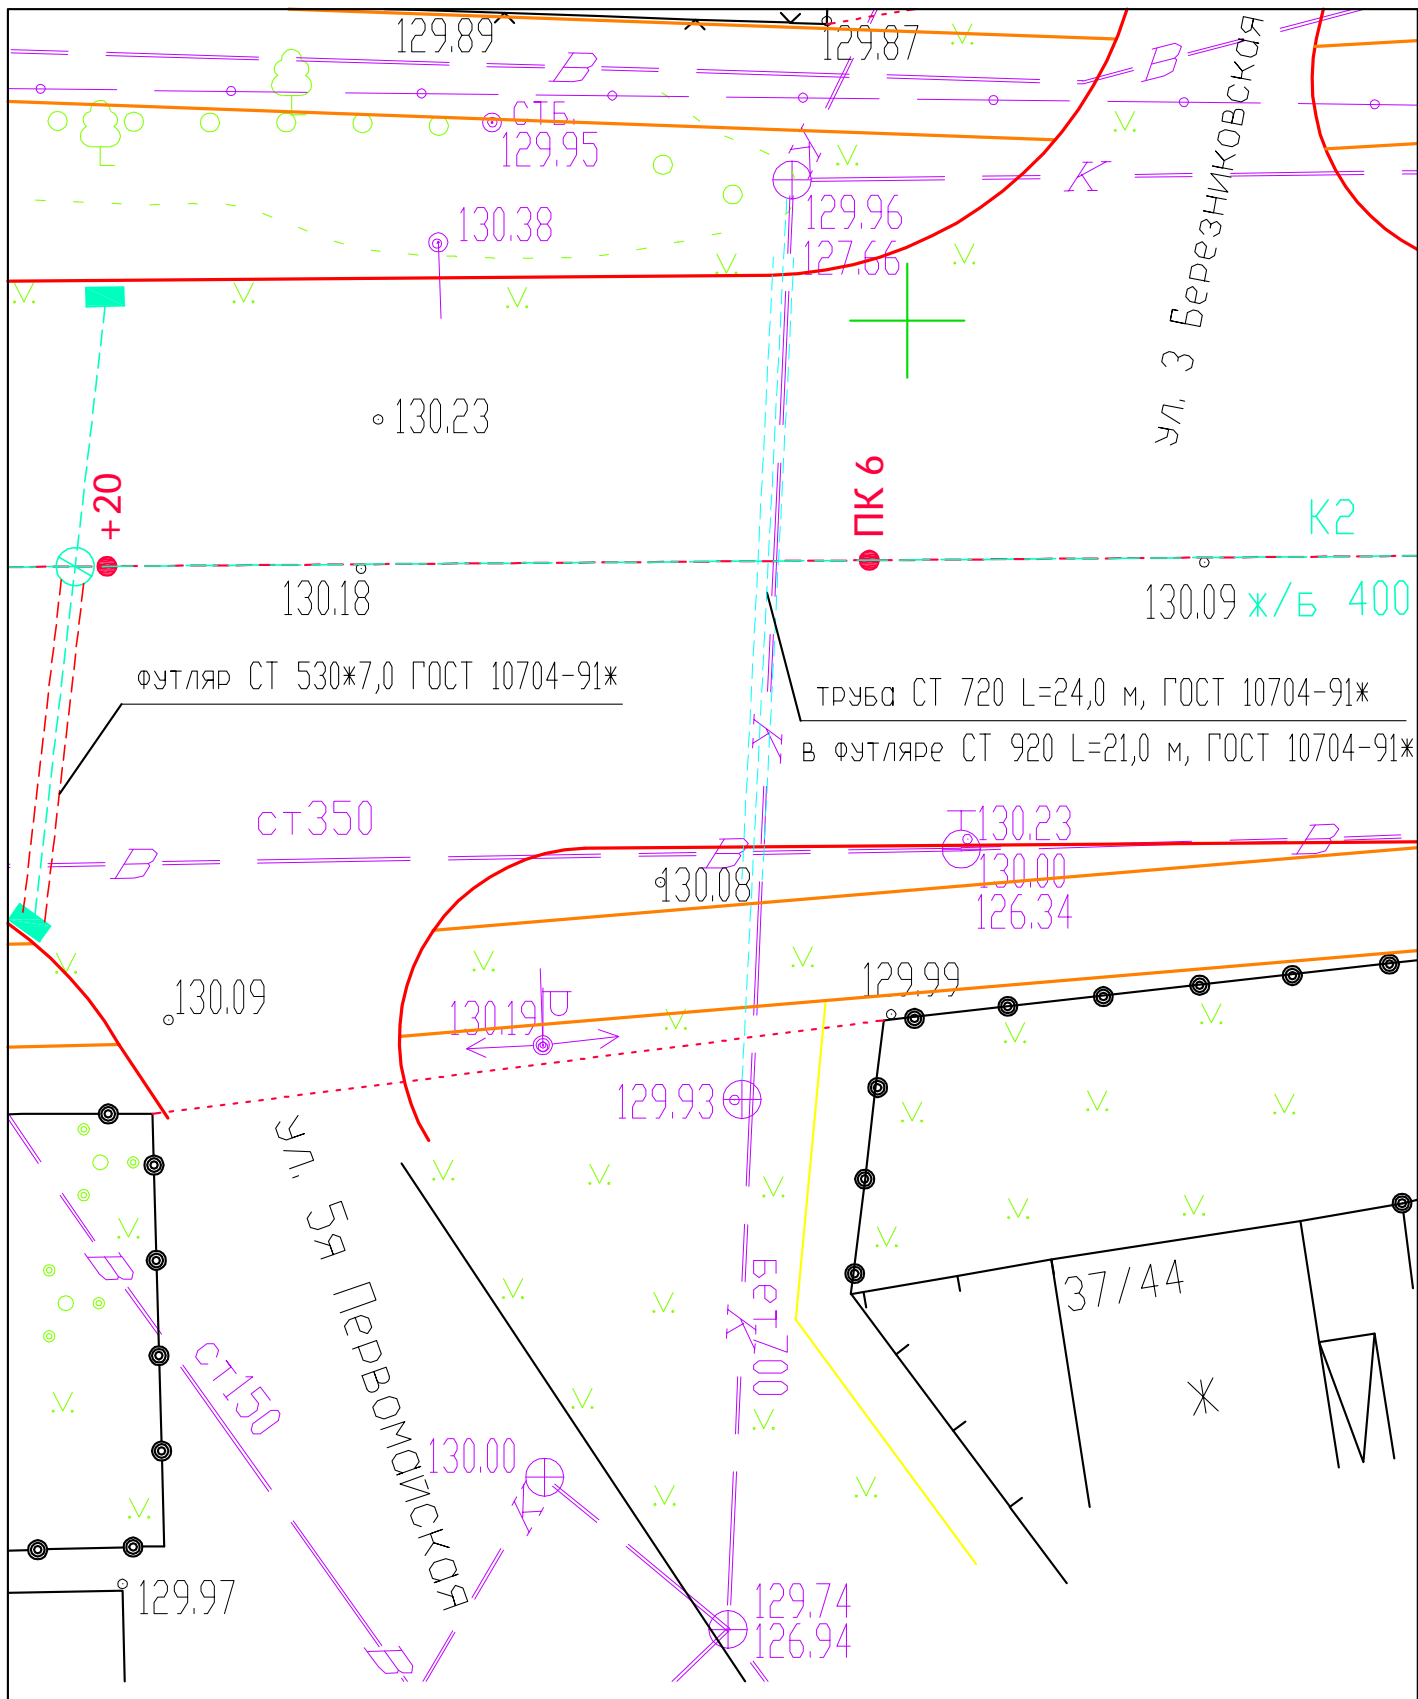 129.89
129.87
В
В
СТБ.
129.95
К
К
129.96
127.66
130.38
ул. 3 Березниковская
130.23
+20
ПК 6
К2
130.18
130.09
ж/б 400
футляр СТ 530*7,0 ГОСТ 10704-91*
труба СТ 720 L=24,0 м, ГОСТ 10704-91*
в футляре СТ 920 L=21,0 м, ГОСТ 10704-91*
К
ст350
В
В
В
130.23
130.00
126.34
130.08
129.99
130.09
130.19
129.93
ул. 5я Первомайская
В
бет.700
К
37/44
Ж
ст150
130.00
К
129.97
129.74
126.94
В